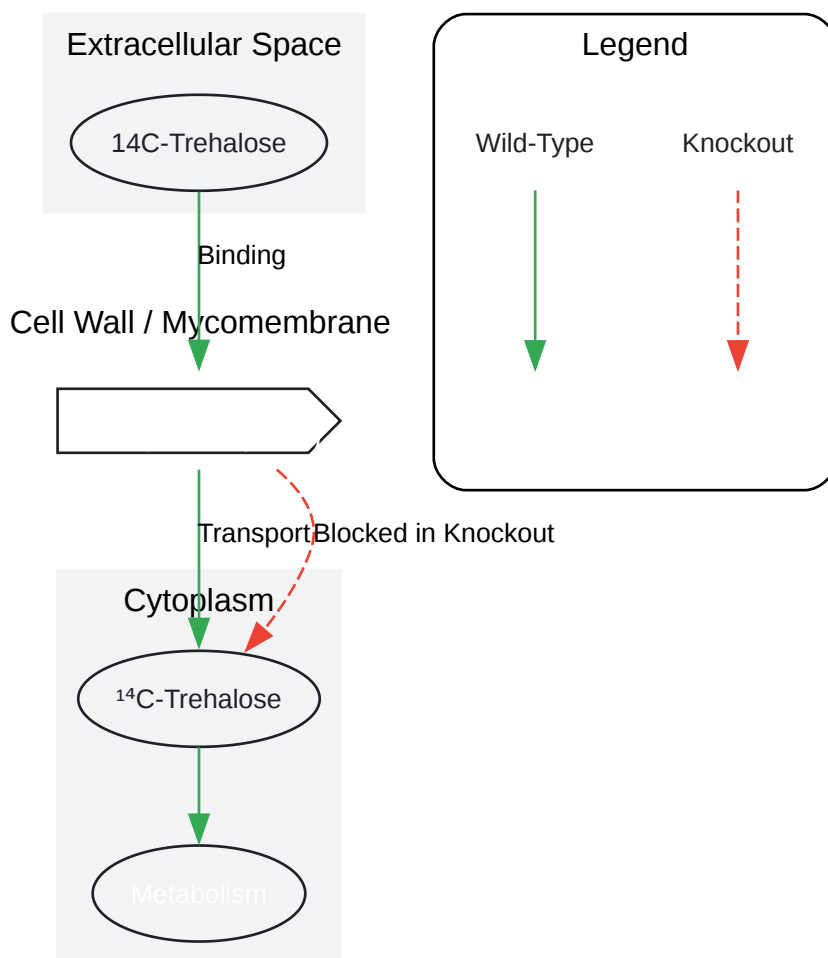 Extracellular Space
14C-Trehalose
Binding
Cell Wall / Mycomembrane
Transport
Blocked in Knockout
Cytoplasm
¹⁴C-Trehalose
Metabolism
Legend
Wild-Type
Knockout